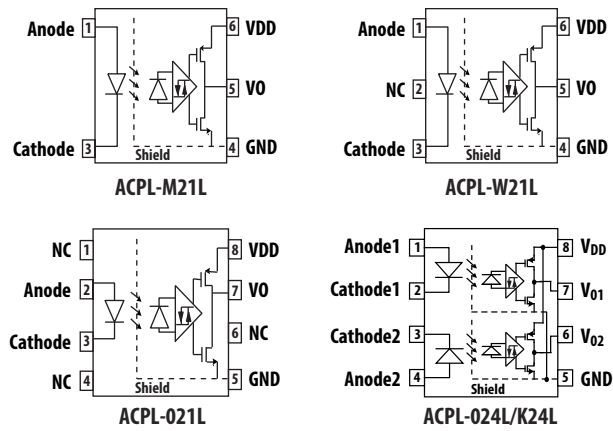 Anode 1
6 VDD
5 VO
Cathode 3
4 GND
Shield
ACPL-M21L
Anode 1
6 VDD
NC 2
5 VO
Cathode 3
4 GND
Shield
ACPL-W21L
NC 1
8 VDD
Anode 2
7 VO
Cathode 3
6 NC
NC 4
5 GND
Shield
ACPL-021L
Anode1 1
8 VDD
Cathode1 2
7 V01
Cathode2 3
6 V02
Anode2 4
5 GND
Shield
ACPL-024L/K24L